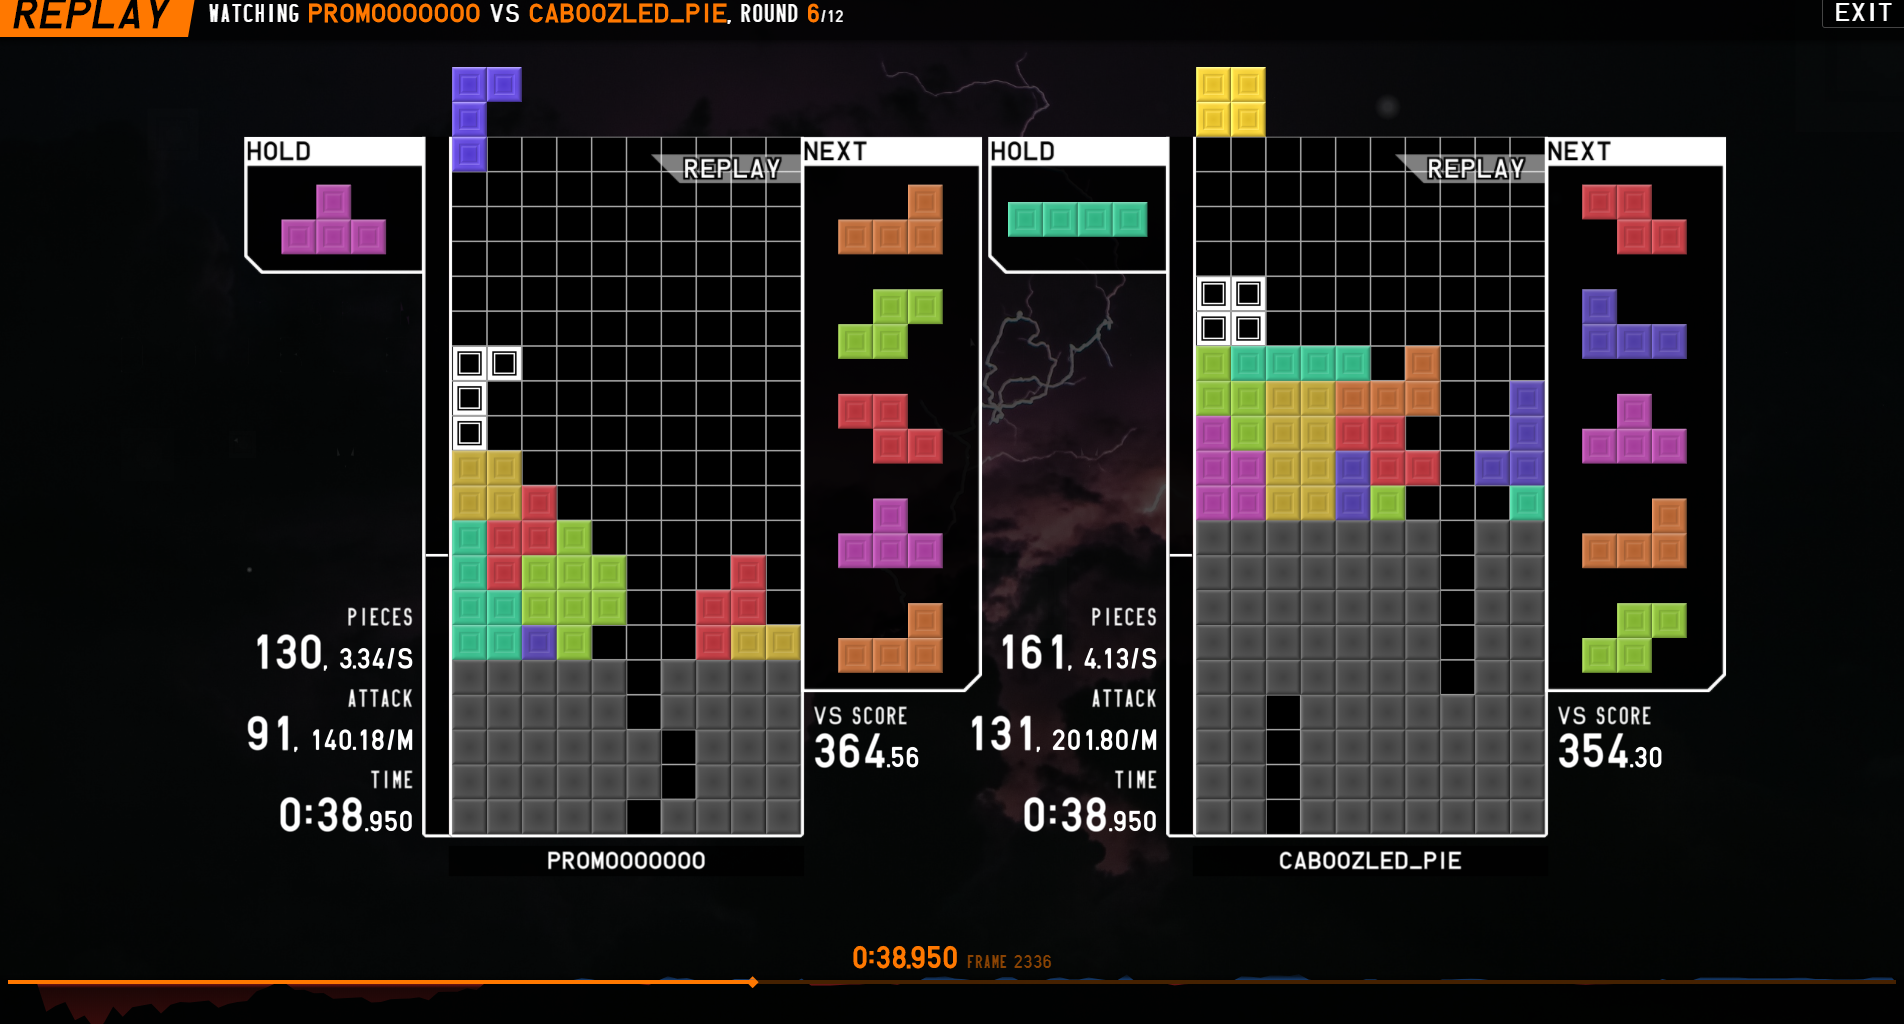 REPLAY WATCHING PROMOOOOOOO VS CABOOZLED_PIE, ROUND 6/12 EXIT
HOLD
REPLAY
NEXT
PIECES
130, 3.34/S
ATTACK
91, 140.18/M
TIME
0:38.950
VS SCORE
364.56
PROMOOOOOOO
HOLD
REPLAY
NEXT
PIECES
161, 4.13/S
ATTACK
131, 201.80/M
TIME
0:38.950
VS SCORE
354.30
CABOOZLED_PIE
0:38.950 FRAME 2336